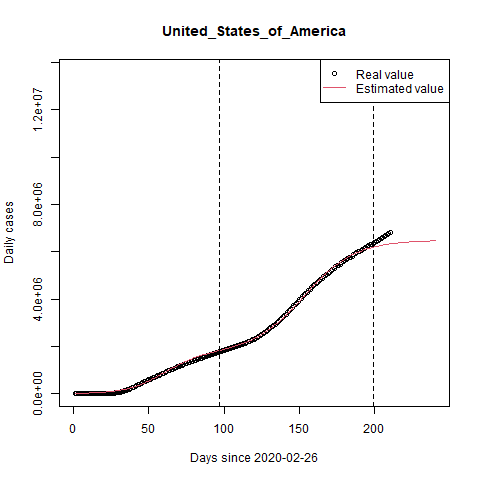 United_States_of_America
Real value
Estimated value
Daily cases
0.0e+00
4.0e+06
8.0e+06
1.2e+07
0
50
100
150
200
Days since 2020-02-26